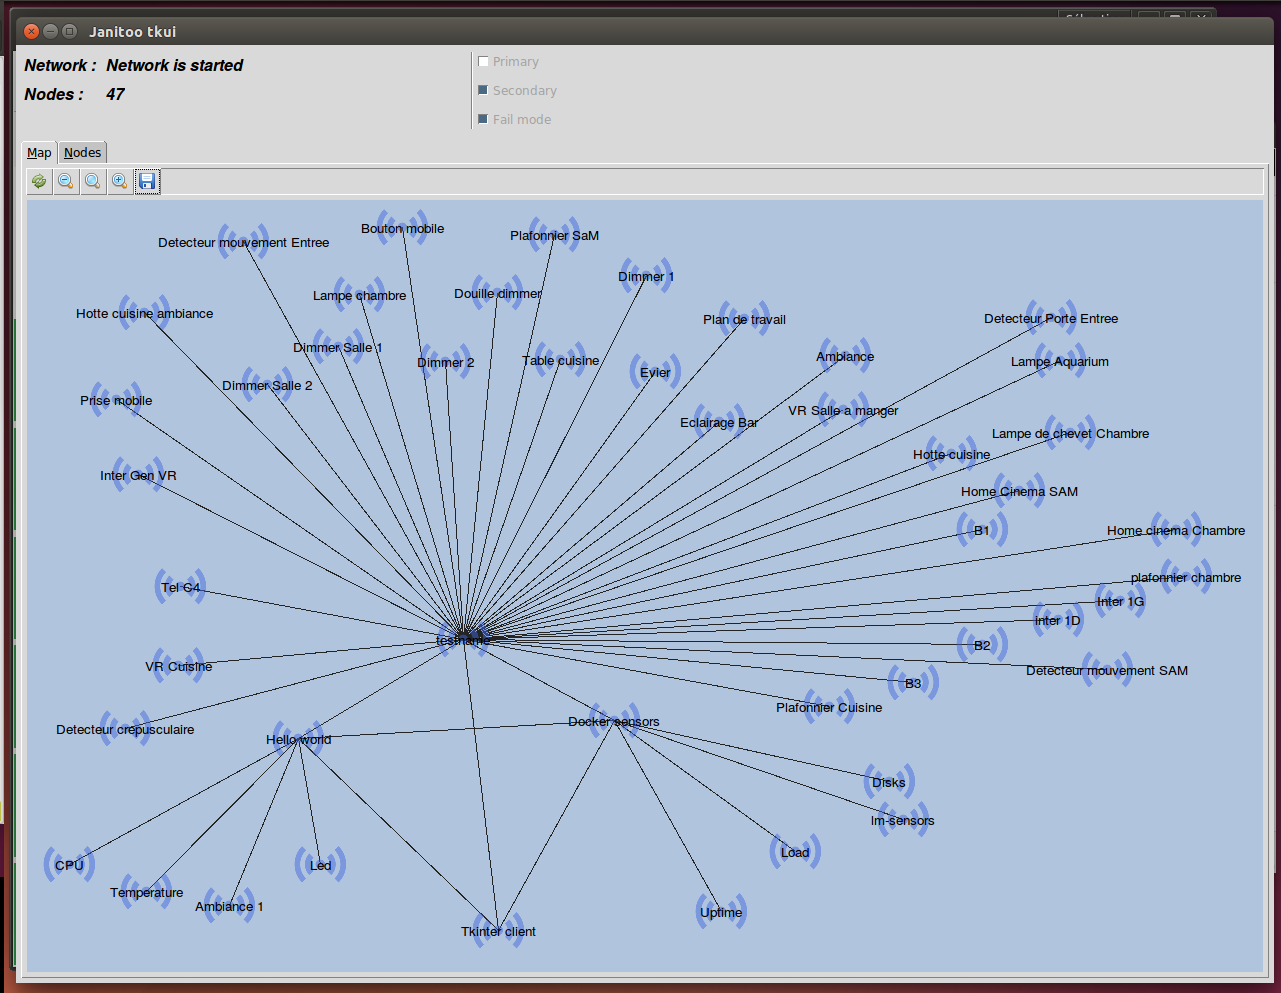 Janitoo tkui
Network : Network is started
Nodes : 47
Primary
Secondary
Fail mode
Map
Nodes
Bouton mobile
Plafonnier SaM
Detecteur mouvement Entree
Dimmer 1
Lampe chambre
Douille dimmer
Hotte cuisine ambiance
Plan de travail
Detecteur Porte Entree
Dimmer Salle 1
Ambiance
Dimmer 2
Table cuisine
Lampe Aquarium
Evier
Dimmer Salle 2
Prise mobile
VR Salle a manger
Eclairage Bar
Lampe de chevet Chambre
Hotte cuisine
Inter Gen VR
Home Cinema SAM
B1
Home cinema Chambre
plafonnier chambre
Tel G4
Inter 1G
Inter 1D
testname
B2
VR Cuisine
Detecteur mouvement SAM
B3
Plafonnier Cuisine
Docker sensors
Detecteur crepusculaire
Hello world
Disks
lm-sensors
Load
CPU
Led
Temperature
Ambiance 1
Uptime
Tkinter client